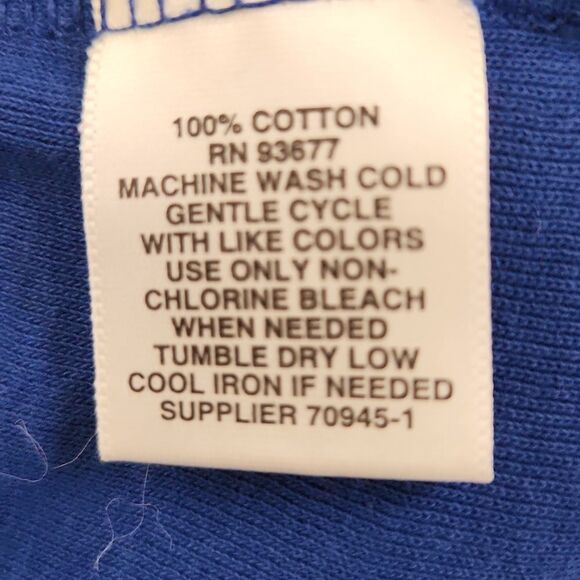 100% COTTON
RN 93677
MACHINE WASH COLD
GENTLE CYCLE
WITH LIKE COLORS
USE ONLY NON-
CHLORINE BLEACH
WHEN NEEDED
TUMBLE DRY LOW
COOL IRON IF NEEDED
SUPPLIER 70945-1